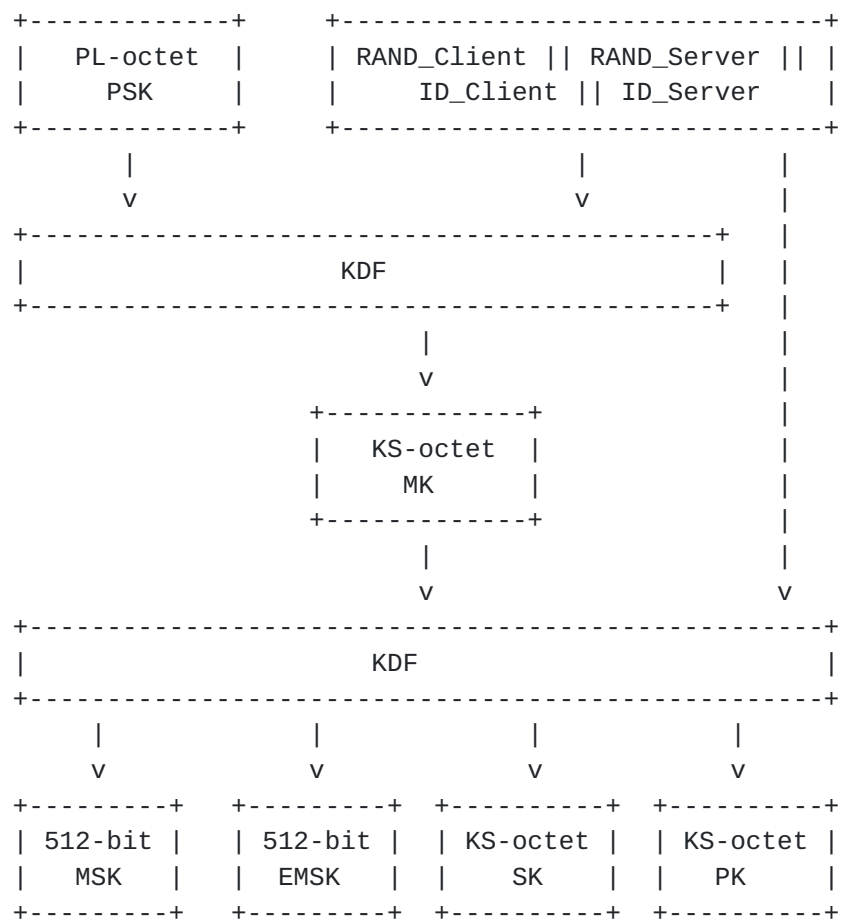 +-------------+     +-------------------------------+
|   PL-octet  |     | RAND_Client || RAND_Server || |
|     PSK     |     |     ID_Client || ID_Server    |
+-------------+     +-------------------------------+
       |                            |            |
       v                            v            |
+--------------------------------------------+   |
|                    KDF                     |   |
+--------------------------------------------+   |
                          |                      |
                          v                      |
                   +-------------+               |
                   |   KS-octet  |               |
                   |     MK      |               |
                   +-------------+               |
                          |                      |
                          v                      v
+---------------------------------------------------+
|                      KDF                          |
+---------------------------------------------------+
     |             |             |            |
     v             v             v            v
+---------+   +---------+  +----------+  +----------+
| 512-bit |   | 512-bit |  | KS-octet |  | KS-octet |
|   MSK   |   |  EMSK   |  |    SK    |  |   PK     |
+---------+   +---------+  +----------+  +----------+